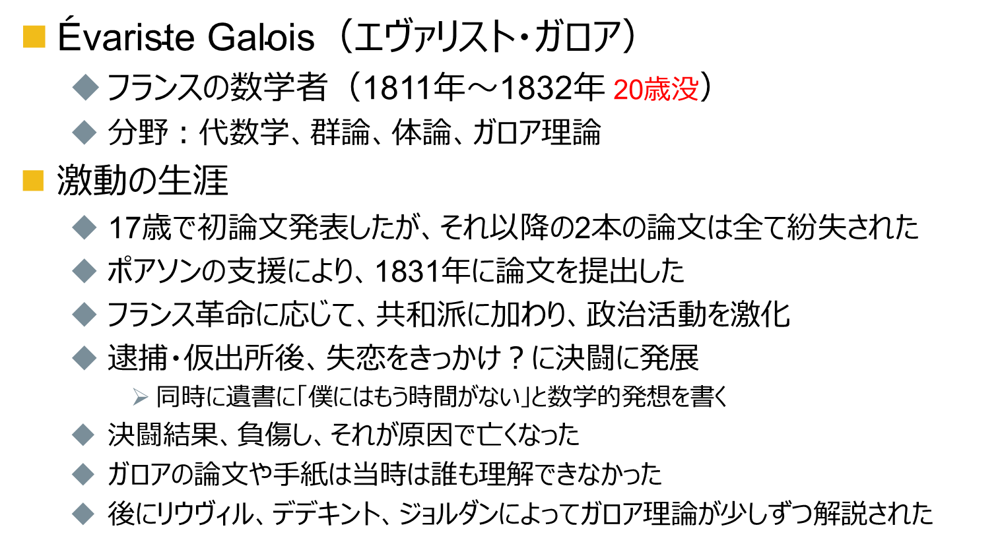 Évariste Galois（エヴァリスト・ガロア）
フランスの数学者（1811年～1832年 20歳没）
分野：代数学、群論、体論、ガロア理論
激動の生涯
17歳で初論文発表したが、それ以降の2本の論文は全て紛失された
ポアソンの支援により、1831年に論文を提出した
フランス革命に応じて、共和派に加わり、政治活動を激化
逮捕・仮出所後、失恋をきっかけ？に決闘に発展
同時に遺書に「僕にはもう時間がない」と数学的発想を書く
決闘結果、負傷し、それが原因で亡くなった
ガロアの論文や手紙は当時は誰も理解できなかった
後にリウヴィル、デデキント、ジョルダンによってガロア理論が少しずつ解説された